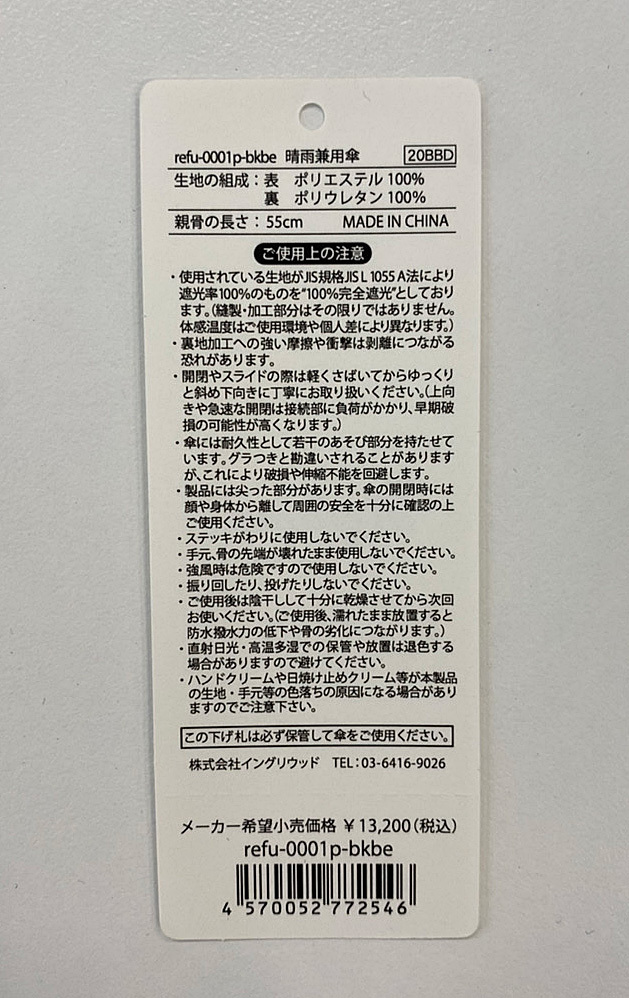 refu-0001p-bkbe 晴雨兼用傘 20BBD
生地の組成：表 ポリエステル 100%
裏 ポリウレタン 100%
親骨の長さ：55cm MADE IN CHINA
ご使用上の注意
・使用されている生地がJIS規格JIS L 1055 A法により
遮光率100%のものを“100%完全遮光”としており
ます。（縫製・加工部分はその限りではありません。
体感温度はご使用環境や個人差により異なります。）
・裏地加工への強い摩擦や衝撃は剥離につながる
恐れがあります。
・開閉やスライドの際は軽くさばいてからゆっくり
と斜め下向きに丁寧にお取り扱いください。（上向
きや急速な開閉は接続部に負荷がかかり、早期破
損の可能性が高くなります。）
・傘には耐久性として若干のあそび部分を持たせて
います。グラつきと勘違いされることがあります
が、これにより破損や伸縮不能を回避します。
・製品には尖った部分があります。傘の開閉時には
顔や身体から離して周囲の安全を十分に確認の上
ご使用ください。
・ステッキがわりに使用しないでください。
・手元、骨の先端が壊れたまま使用しないでください。
・強風時は危険ですので使用しないでください。
・振り回したり、投げたりしないでください。
・ご使用後は陰干しして十分に乾燥させてから次回
お使いください。（ご使用後、濡れたまま放置すると
防水撥水力の低下や骨の劣化につながります。）
・直射日光・高温多湿での保管や放置は退色する
場合がありますので避けてください。
・ハンドクリームや日焼け止めクリーム等が本製品
の生地・手元等の色落ちの原因になる場合があり
ますのでご注意下さい。
この下げ札は必ず保管して傘をご使用ください。
株式会社イングリウッド TEL：03-6416-9026
メーカー希望小売価格 ￥13,200（税込）
refu-0001p-bkbe
4 570052 772546